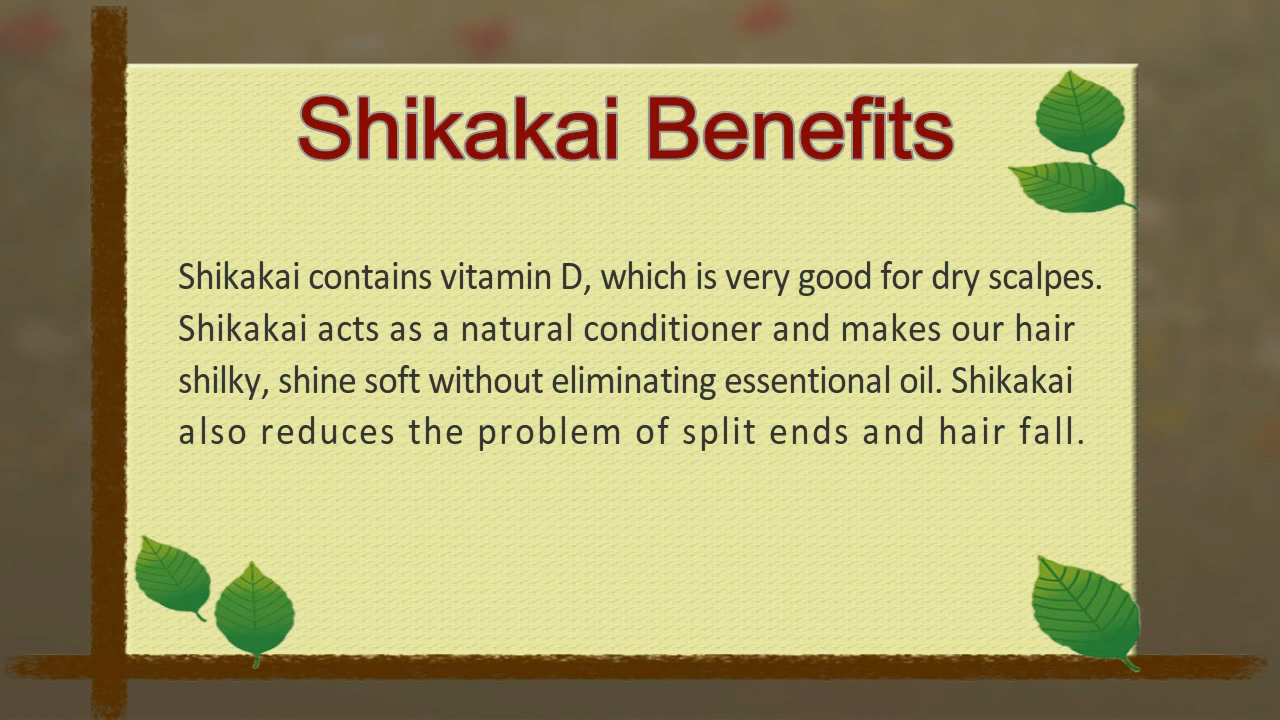 Shikakai Benefits
Shikakai contains vitamin D, which is very good for dry scalpes.
Shikakai acts as a natural conditioner and makes our hair
shilky, shine soft without eliminating essentional oil. Shikakai
also reduces the problem of split ends and hair fall.